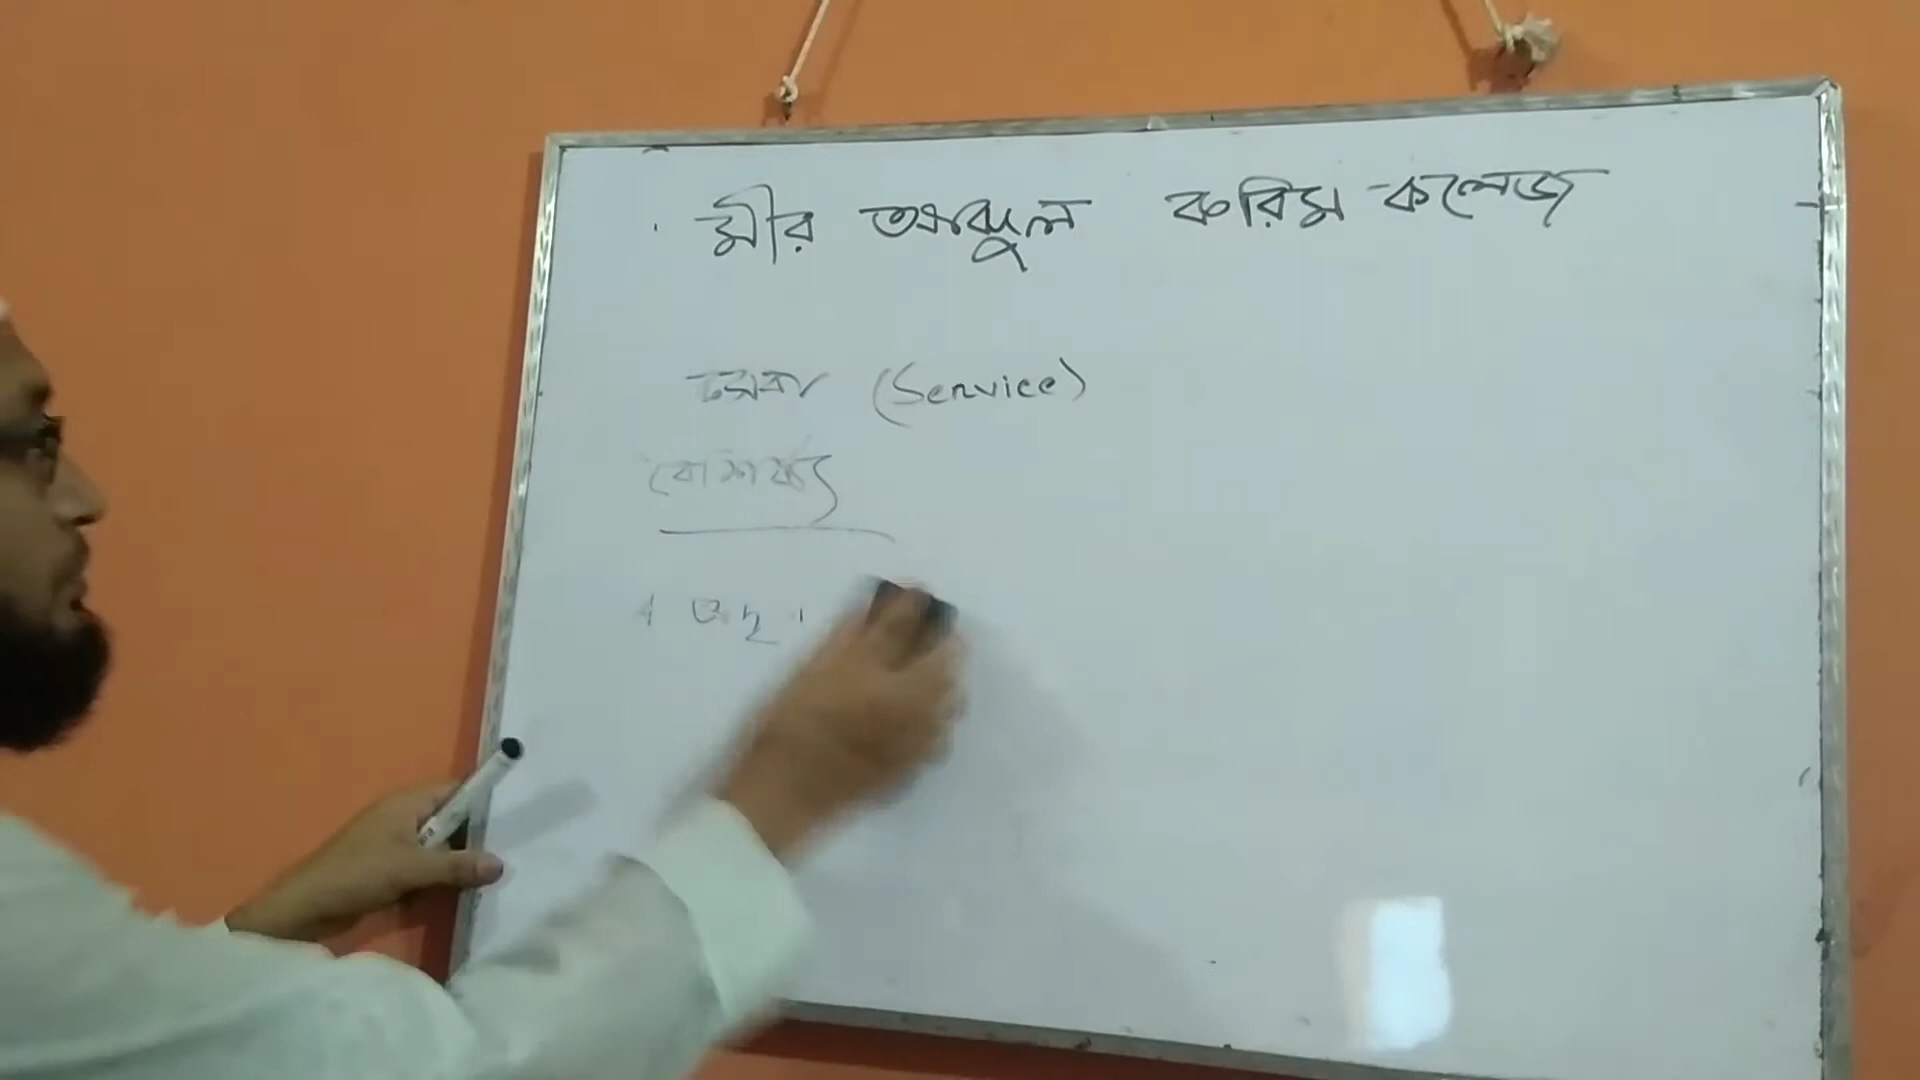 মীর আব্দুল করিম কলেজ
সেবা (Service)
বৈশিষ্ট্য